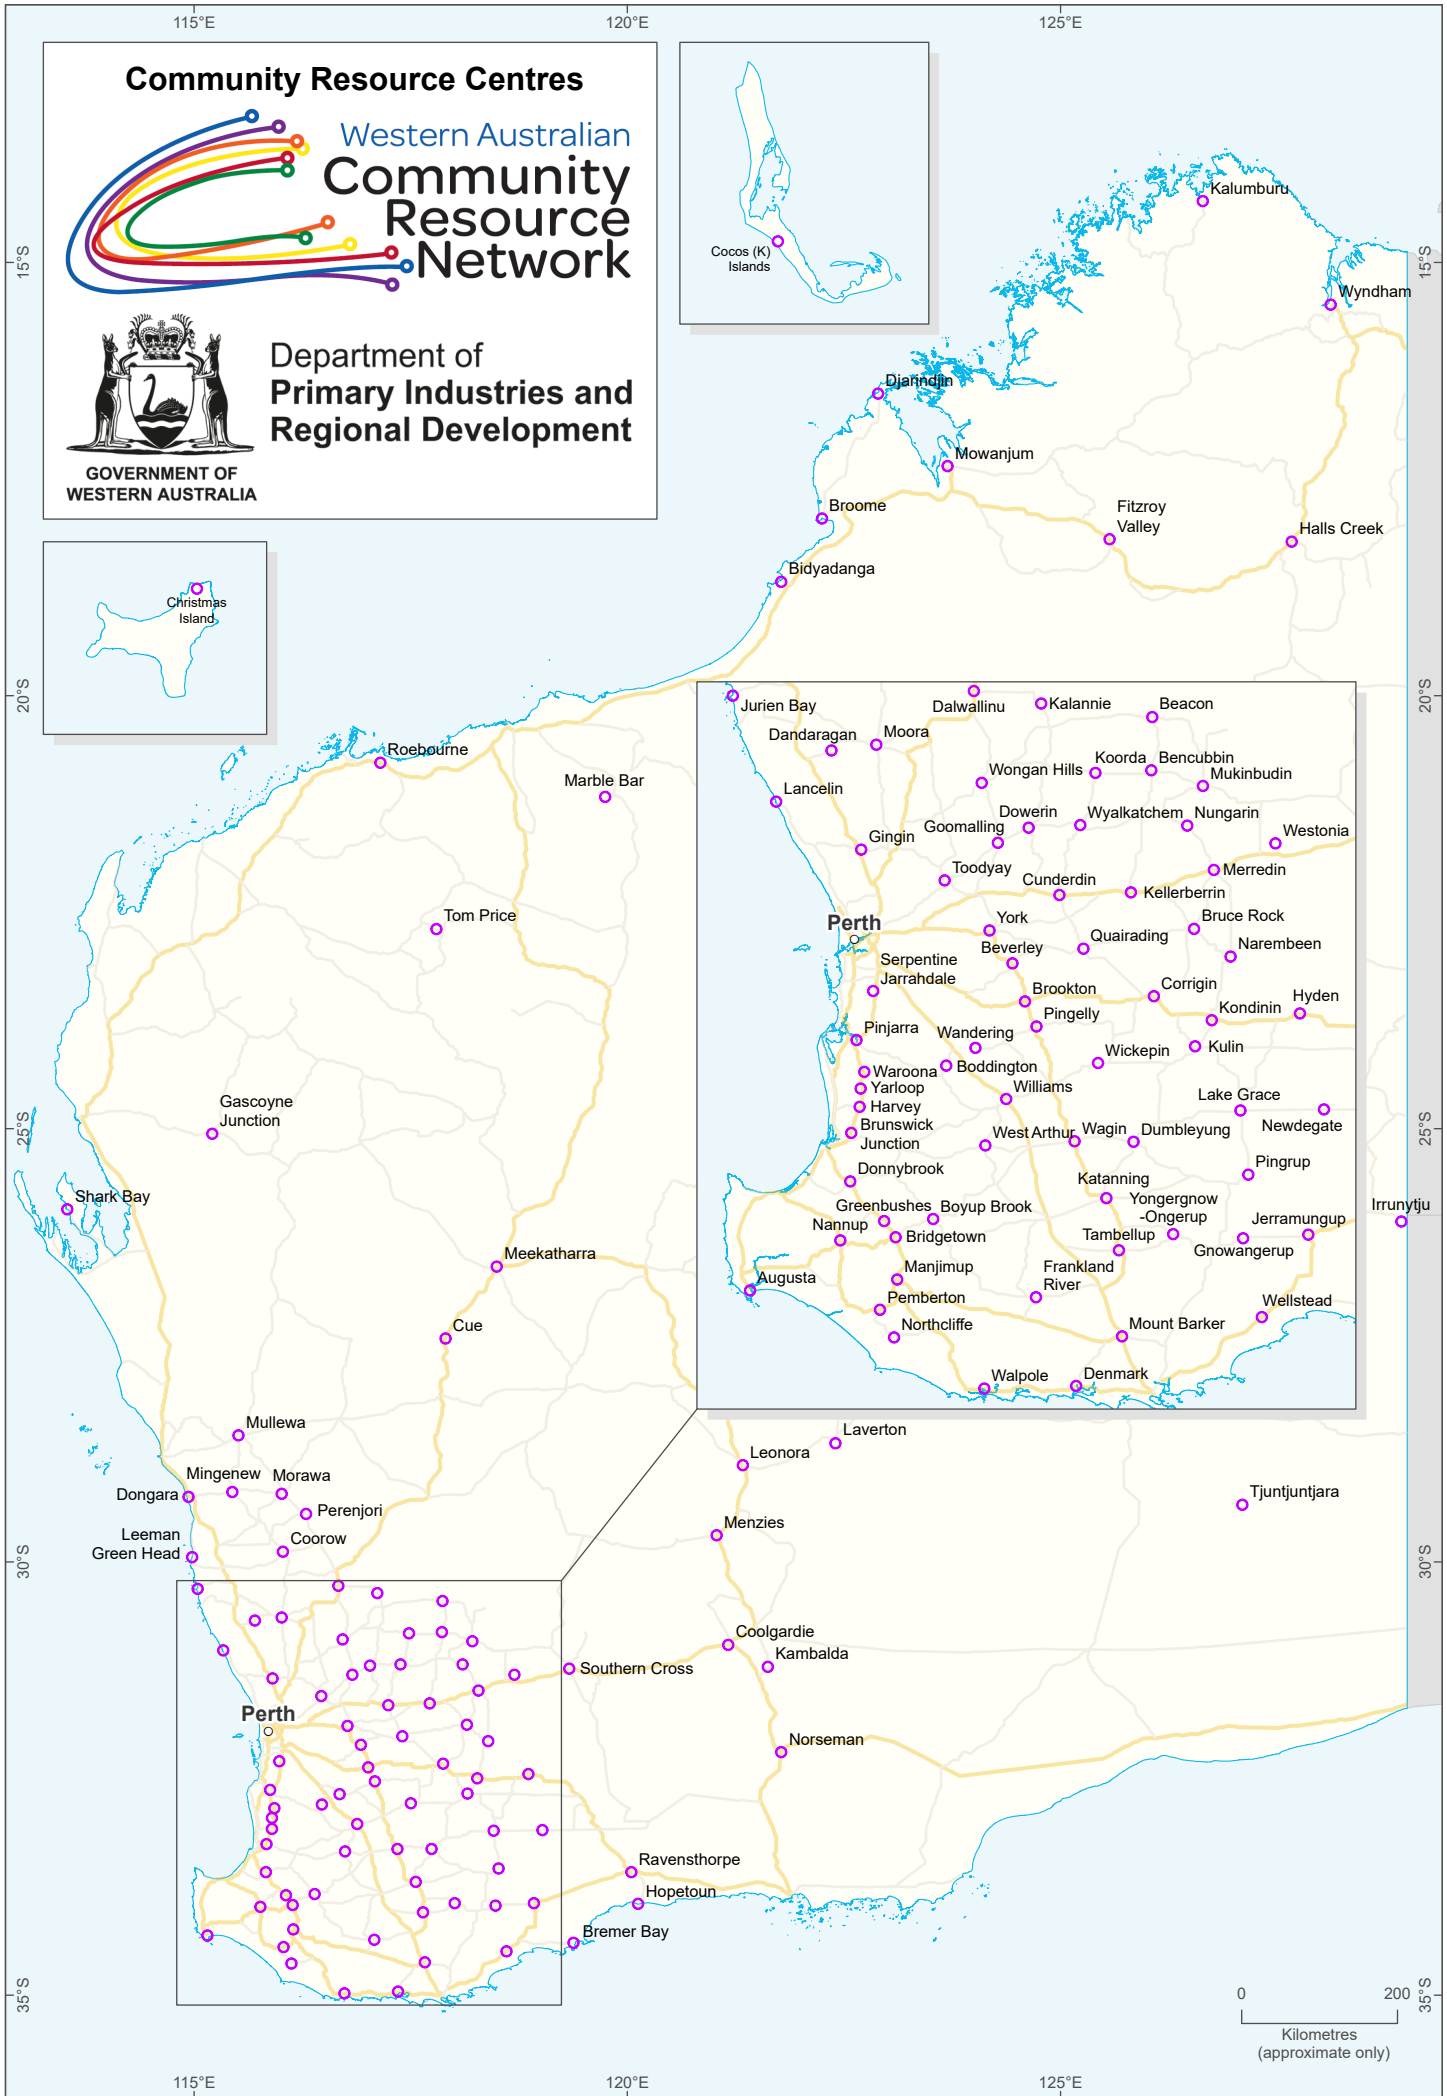 115°E
120°E
125°E
Community Resource Centres
Western Australian
Community
Resource
Network
Department of
Primary Industries and
Regional Development
GOVERNMENT OF
WESTERN AUSTRALIA
Cocos (K)
Islands
Christmas
Island
15°S
15°S
20°S
20°S
25°S
25°S
30°S
30°S
35°S
35°S
Kalumburu
Wyndham
Djarindjin
Mowanjum
Broome
Fitzroy
Valley
Halls Creek
Bidyadanga
Roebourne
Marble Bar
Tom Price
Gascoyne
Junction
Shark Bay
Meekatharra
Cue
Mullewa
Mingenew
Morawa
Dongara
Perenjori
Leeman
Green Head
Coorow
Perth
Southern Cross
Coolgardie
Kambalda
Norseman
Ravensthorpe
Hopetoun
Bremer Bay
Laverton
Leonora
Menzies
Tjuntjuntjara
Irrunytju
Jurien Bay
Dalwallinu
Kalannie
Beacon
Dandaragan
Moora
Wongan Hills
Koorda
Bencubbin
Mukinbudin
Lancelin
Dowerin
Goomalling
Wyalkatchem
Nungarin
Westonia
Gingin
Toodyay
Cunderdin
Merredin
Kellerberrin
Perth
York
Bruce Rock
Beverley
Quairading
Narembeen
Serpentine
Jarrahdale
Brookton
Corrigin
Hyden
Pingelly
Kondinin
Pinjarra
Wandering
Kulin
Wickepin
Waroona
Boddington
Yarloop
Williams
Harvey
Lake Grace
Newdegate
Brunswick
Junction
West Arthur
Wagin
Dumbleyung
Donnybrook
Pingrup
Katanning
Greenbushes
Boyup Brook
Yongergnow
-Ongerup
Nannup
Bridgetown
Tambellup
Jerramungup
Gnowangerup
Augusta
Manjimup
Frankland
River
Pemberton
Wellstead
Northcliffe
Mount Barker
Walpole
Denmark
0
200
Kilometres
(approximate only)
115°E
120°E
125°E